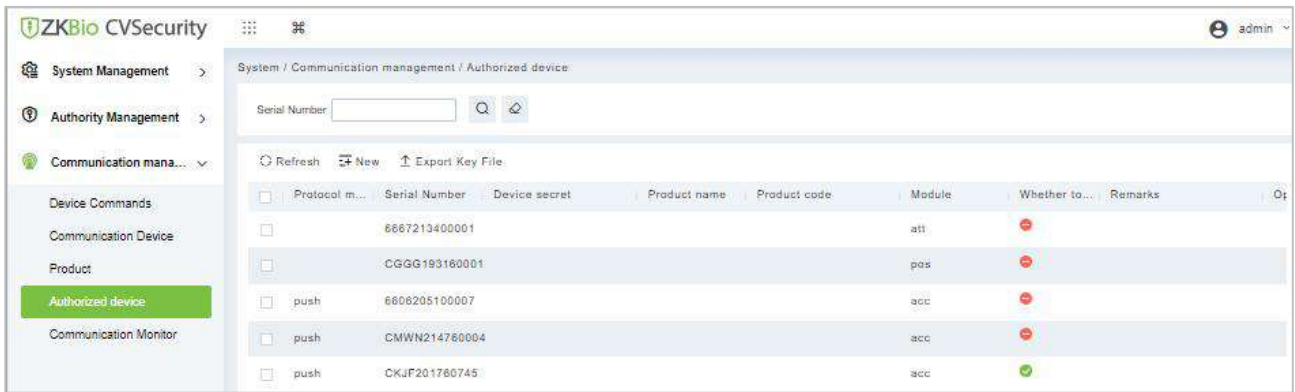 ZKBio CVSecurity
admin
System Management
Authority Management
Communication mana...
Device Commands
Communication Device
Product
Authorized device
Communication Monitor
System / Communication management / Authorized device
Serial Number
Refresh New Export Key File
Protocol m... Serial Number Device secret Product name Product code Module Whether to... Remarks Op
6667213400001 att
CGGG193160001 pos
push 6606205100007 acc
push CMWN214760004 acc
push CKJF201760745 acc